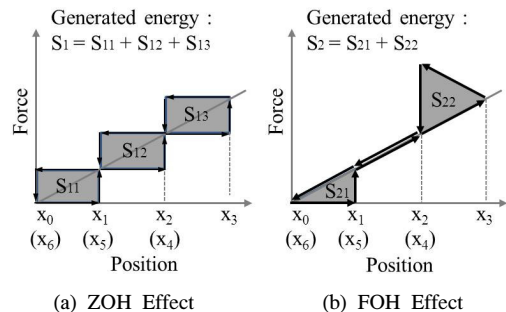 Generated energy :
S₁ = S₁₁ + S₁₂ + S₁₃
Force
S₁₃
S₁₂
S₁₁
x₀ x₁ x₂ x₃
(x₆) (x₅) (x₄)
Position
(a) ZOH Effect
Generated energy :
S₂ = S₂₁ + S₂₂
Force
S₂₂
S₂₁
x₀ x₁ x₂ x₃
(x₆) (x₅) (x₄)
Position
(b) FOH Effect